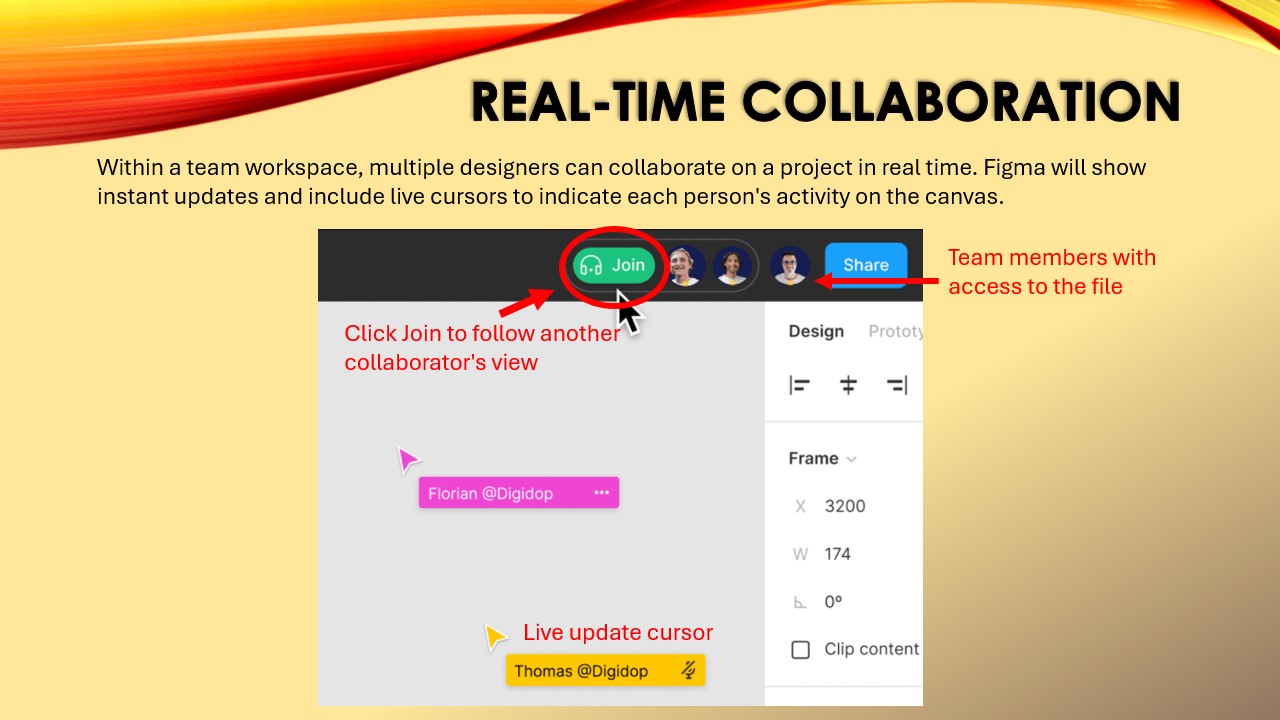 REAL-TIME COLLABORATION
Within a team workspace, multiple designers can collaborate on a project in real time. Figma will show
instant updates and include live cursors to indicate each person's activity on the canvas.
Join
Share
Team members with
access to the file
Click Join to follow another
collaborator's view
Design Prototy
Frame
X 3200
W 174
0°
Clip content
Florian @Digidop ...
Live update cursor
Thomas @Digidop